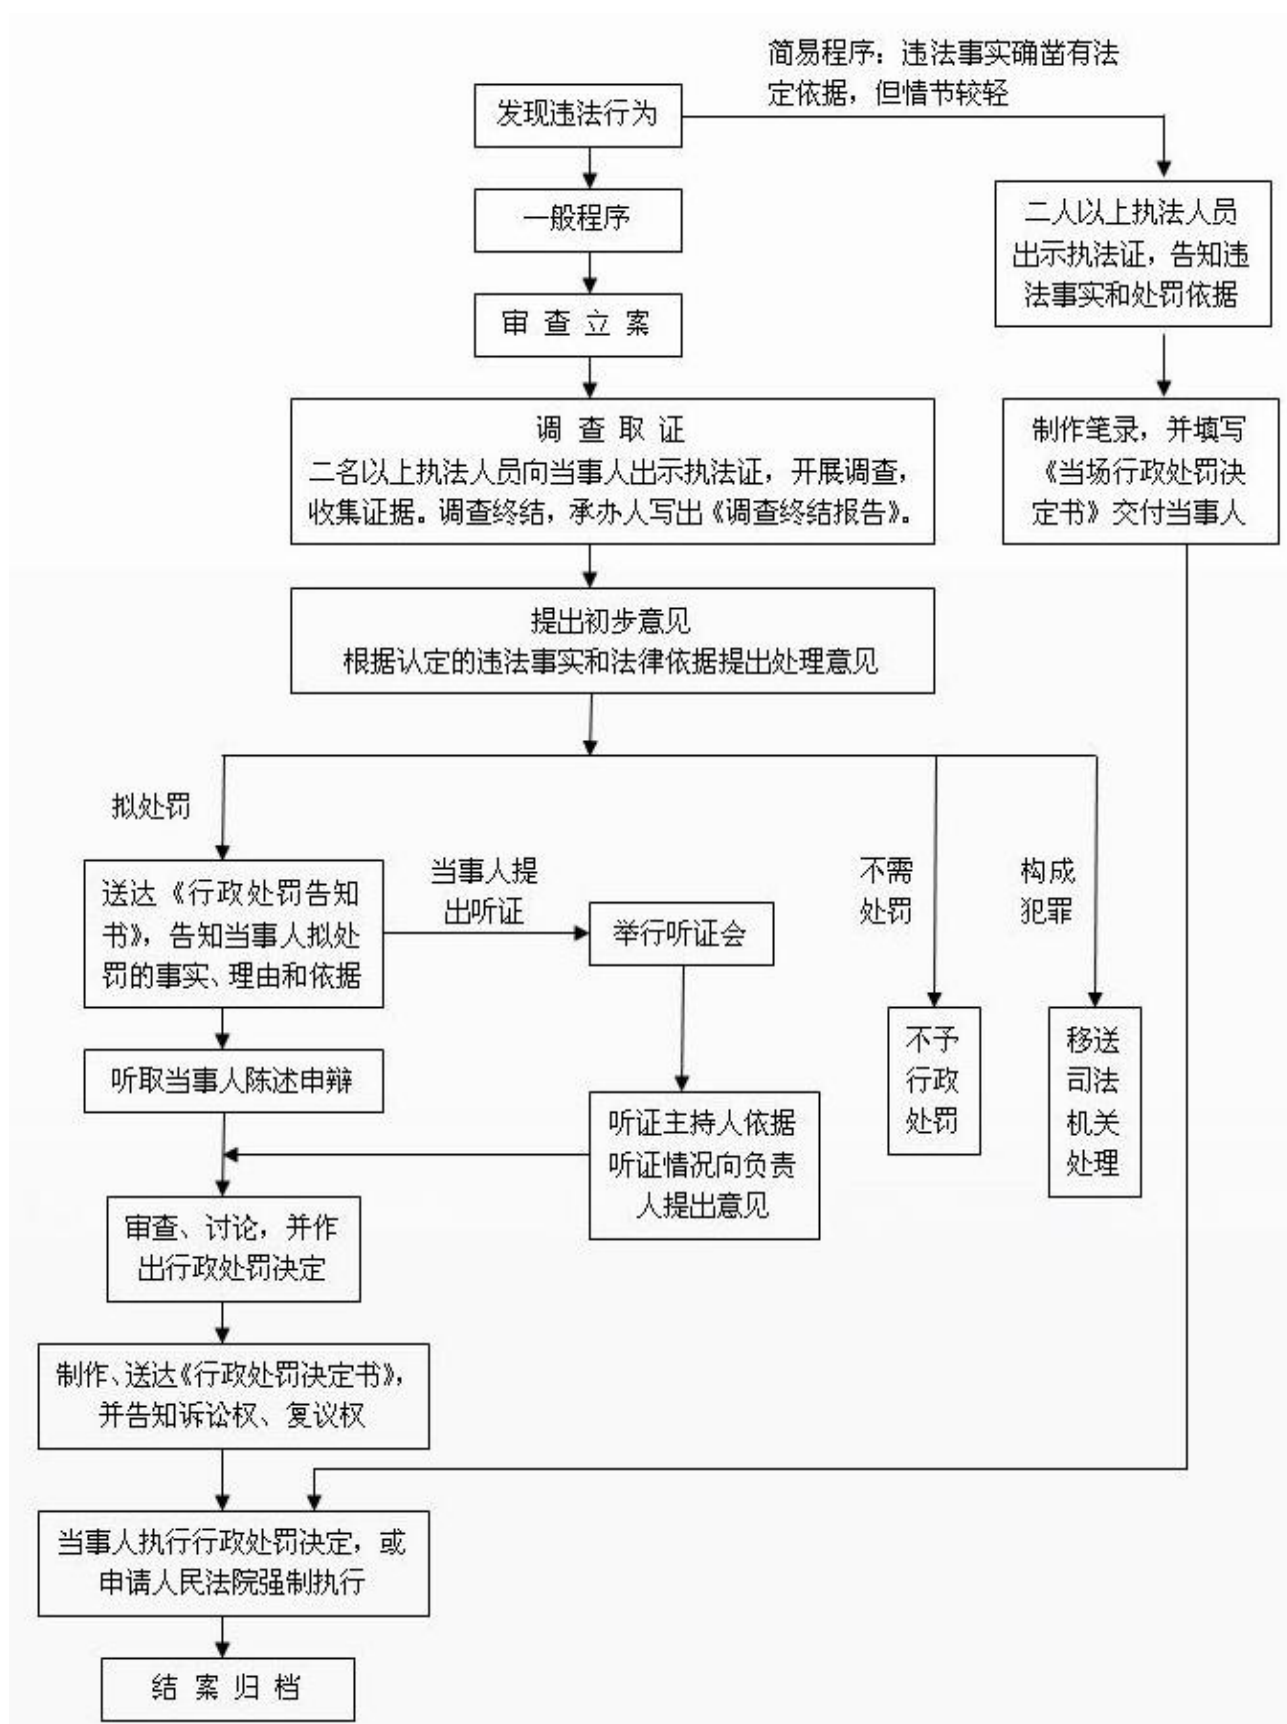 简易程序：违法事实确凿有法
定依据，但情节较轻
发现违法行为
一般程序
二人以上执法人员
出示执法证，告知违
法事实和处罚依据
审 查 立 案
调 查 取 证
二名以上执法人员向当事人出示执法证，开展调查，
收集证据。调查终结，承办人写出《调查终结报告》。
制作笔录，并填写
《当场行政处罚决
定书》交付当事人
提出初步意见
根据认定的违法事实和法律依据提出处理意见
拟处罚
当事人提
出听证
不需
处罚
构成
犯罪
送达《行政处罚告知
书》，告知当事人拟处
罚的事实、理由和依据
举行听证会
不予
行政
处罚
移送
司法
机关
处理
听取当事人陈述申辩
听证主持人依据
听证情况向负责
人提出意见
审查、讨论，并作
出行政处罚决定
制作、送达《行政处罚决定书》，
并告知诉讼权、复议权
当事人执行行政处罚决定，或
申请人民法院强制执行
结 案 归 档